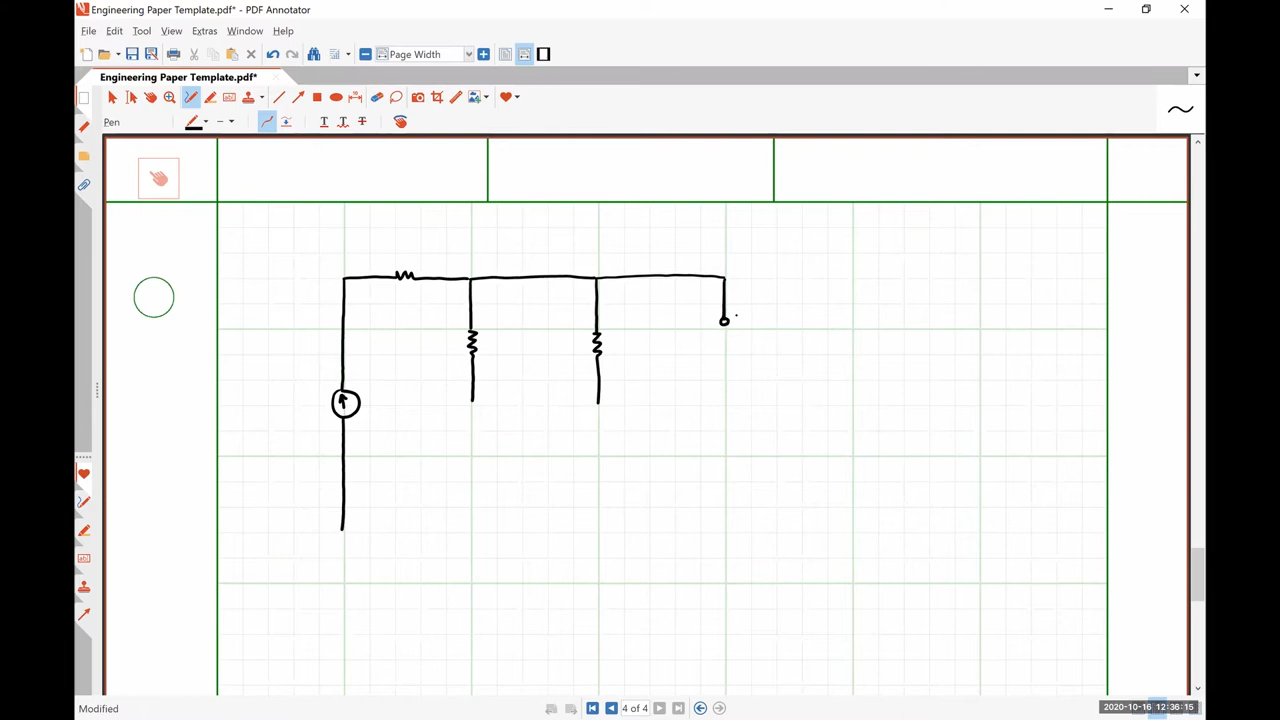 Engineering Paper Template.pdf* - PDF Annotator
File Edit Tool View Extras Window Help
Page Width
Engineering Paper Template.pdf*
Pen
Modified
4 of 4
2020-10-16 12:36:15